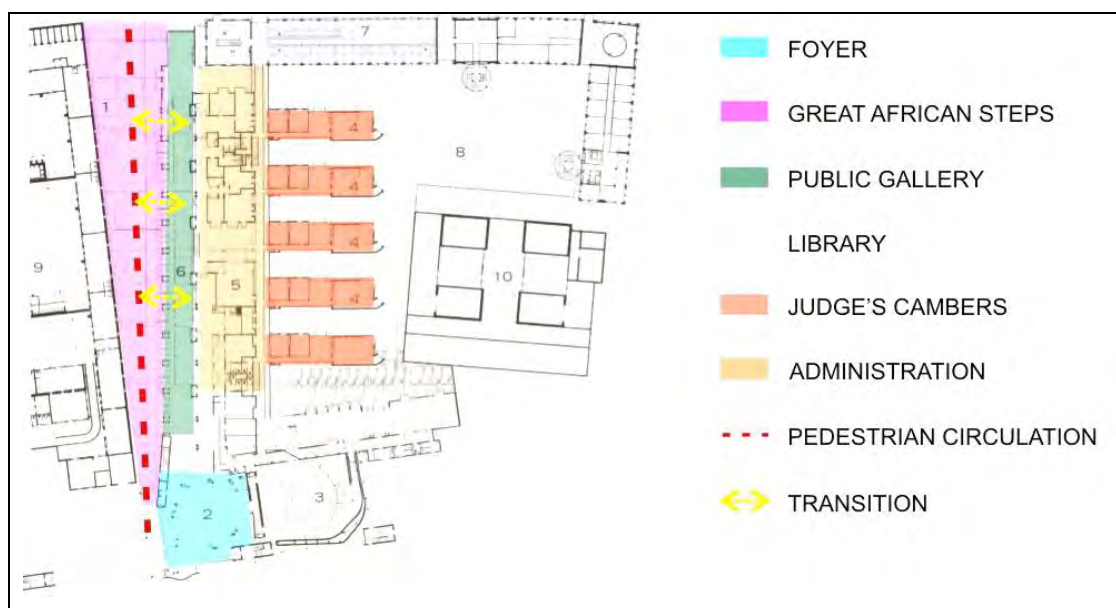 7
1
4
8
4
4
9
6
5
10
4
3
2
FOYER
GREAT AFRICAN STEPS
PUBLIC GALLERY
LIBRARY
JUDGE'S CAMBERS
ADMINISTRATION
PEDESTRIAN CIRCULATION
TRANSITION